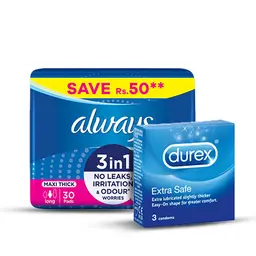 SAVE Rs.50**
always
3 in 1
NO LEAKS,
IRRITATION
& ODOUR*
WORRIES
MAXI THICK
long
30
Pads
durex
Extra Safe
Extra lubricated slightly thicker
Easy-On shape for greater comfort.
3 condoms